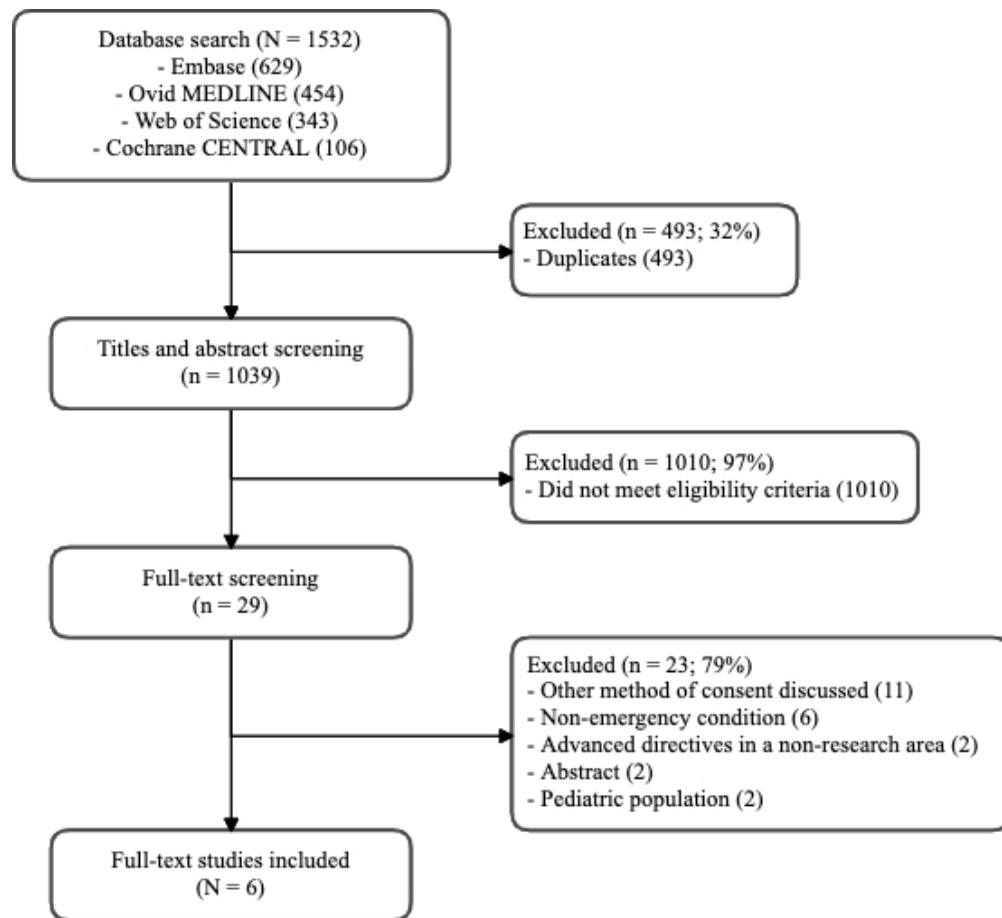 Database search (N = 1532)
- Embase (629)
- Ovid MEDLINE (454)
- Web of Science (343)
- Cochrane CENTRAL (106)
Excluded (n = 493; 32%)
- Duplicates (493)
Titles and abstract screening
(n = 1039)
Excluded (n = 1010; 97%)
- Did not meet eligibility criteria (1010)
Full-text screening
(n = 29)
Excluded (n = 23; 79%)
- Other method of consent discussed (11)
- Non-emergency condition (6)
- Advanced directives in a non-research area (2)
- Abstract (2)
- Pediatric population (2)
Full-text studies included
(N = 6)